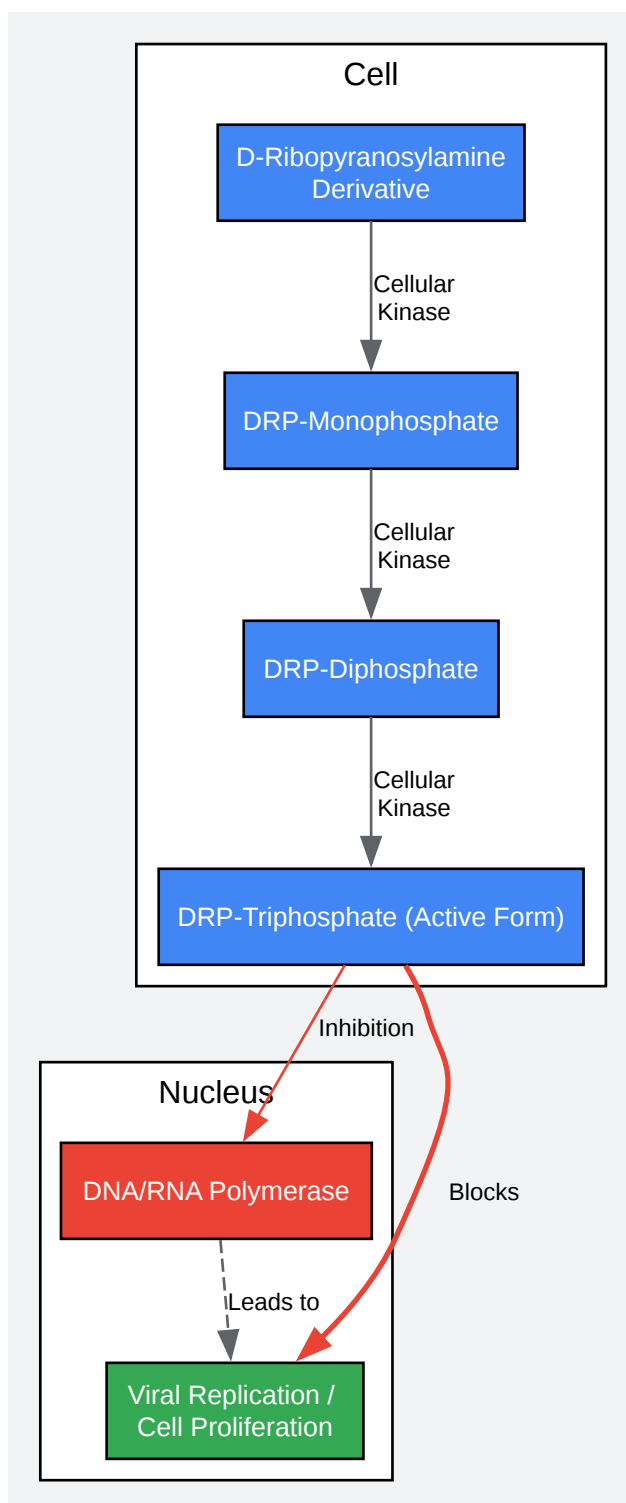 Cell
D-Ribopyranosylamine
Derivative
Cellular
Kinase
DRP-Monophosphate
Cellular
Kinase
DRP-Diphosphate
Cellular
Kinase
DRP-Triphosphate (Active Form)
Inhibition
Nucleus
DNA/RNA Polymerase
Blocks
Leads to
Viral Replication /
Cell Proliferation